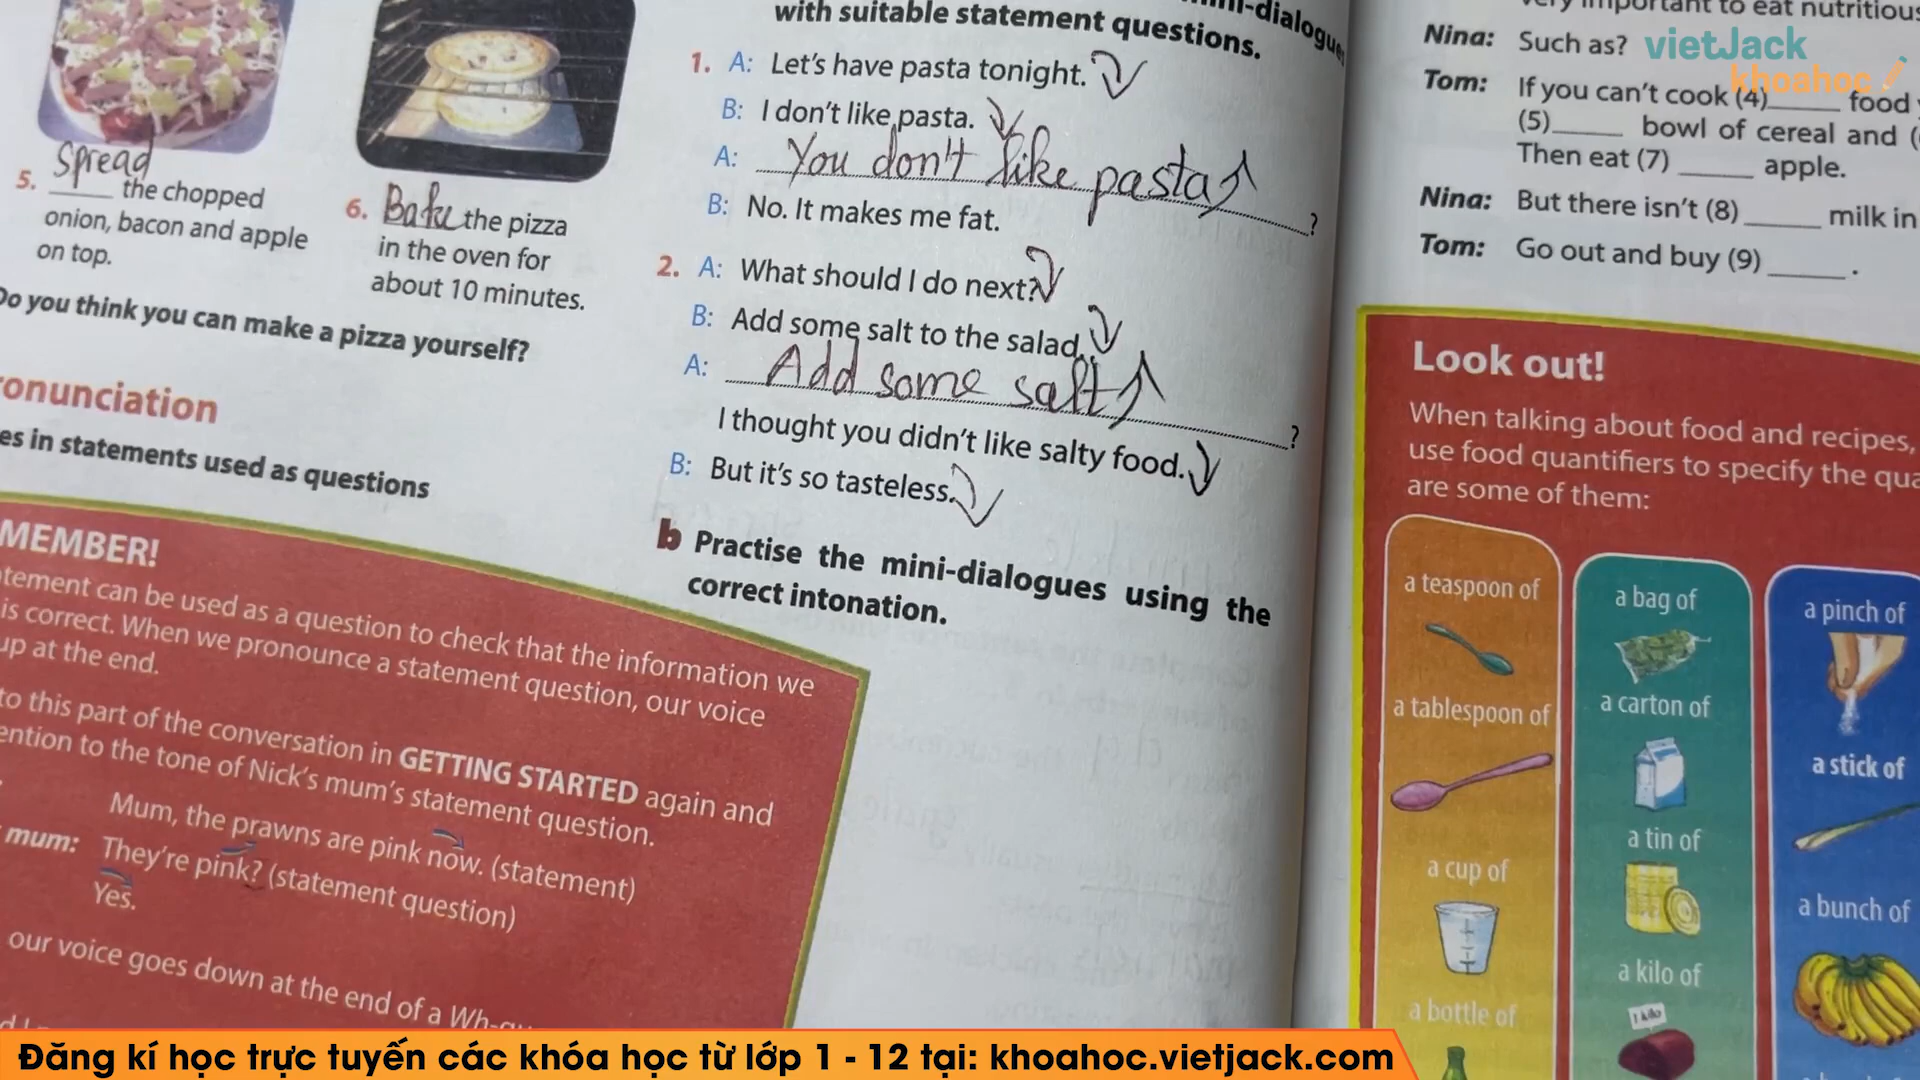 with suitable statement questions.
1. A: Let's have pasta tonight.
B: I don't like pasta.
A: You don't like pasta ?
B: No. It makes me fat.
2. A: What should I do next?
B: Add some salt to the salad.
A: Add some salt ?
I thought you didn't like salty food.
B: But it's so tasteless.
b Practise the mini-dialogues using the
correct intonation.
5. Spread the chopped
onion, bacon and apple
on top.
6. the pizza
in the oven for
about 10 minutes.
Do you think you can make a pizza yourself?
onunciation
es in statements used as questions
MEMBER!
tement can be used as a question to check that the information we
is correct. When we pronounce a statement question, our voice
up at the end.
to this part of the conversation in GETTING STARTED again and
ention to the tone of Nick's mum's statement question.
Mum, the prawns are pink now. (statement)
mum: They're pink? (statement question)
Yes.
our voice goes down at the end of a Wh-
very important to eat nutritious
Nina: Such as?
Tom: If you can't cook (4)_____ food
(5)_____ bowl of cereal and (
Then eat (7) _____ apple.
Nina: But there isn't (8) _____ milk in
Tom: Go out and buy (9) _____ .
Look out!
When talking about food and recipes,
use food quantifiers to specify the qua
are some of them:
a teaspoon of
a tablespoon of
a cup of
a bottle of
a bag of
a carton of
a tin of
a kilo of
1 kilo
a pinch of
a stick of
a bunch of
vietJack
khoahoc
Đăng kí học trực tuyến các khóa học từ lớp 1 - 12 tại: khoahoc.vietjack.com